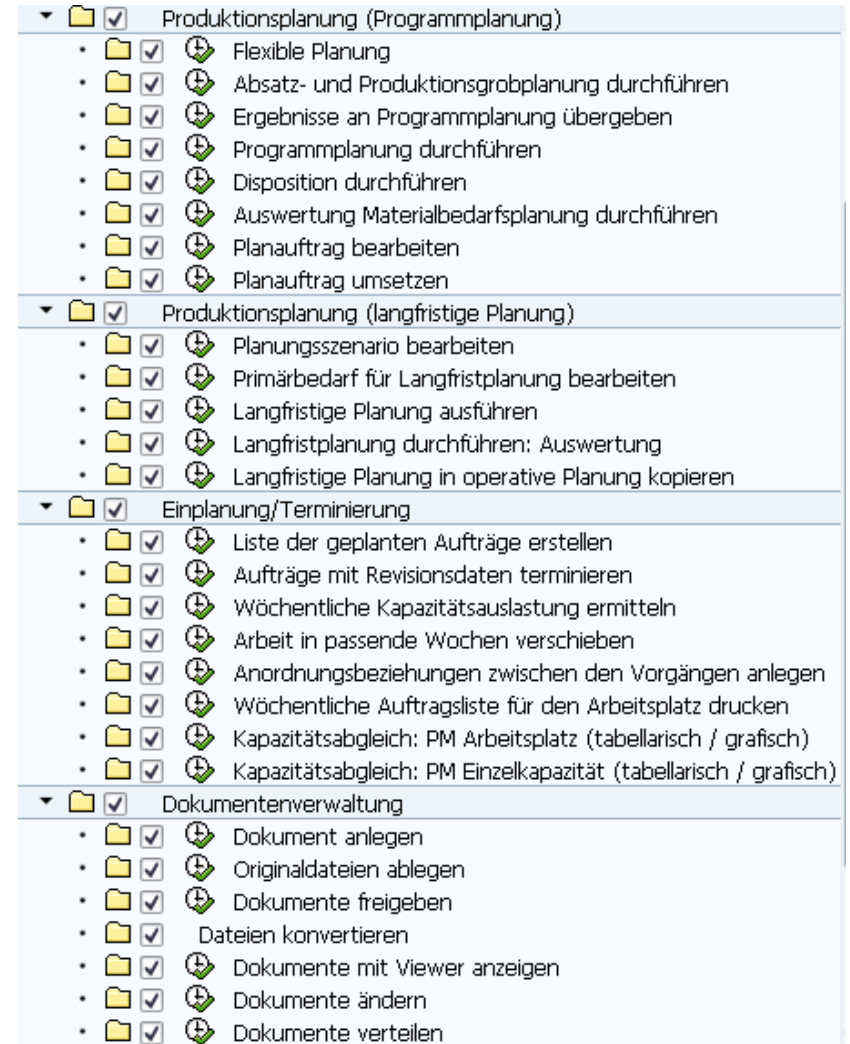 Produktionsplanung (Programmplanung)
Flexible Planung
Absatz- und Produktionsgrobplanung durchführen
Ergebnisse an Programmplanung übergeben
Programmplanung durchführen
Disposition durchführen
Auswertung Materialbedarfsplanung durchführen
Planauftrag bearbeiten
Planauftrag umsetzen
Produktionsplanung (langfristige Planung)
Planungsszenario bearbeiten
Primärbedarf für Langfristplanung bearbeiten
Langfristige Planung ausführen
Langfristplanung durchführen: Auswertung
Langfristige Planung in operative Planung kopieren
Einplanung/Terminierung
Liste der geplanten Aufträge erstellen
Aufträge mit Revisionsdaten terminieren
Wöchentliche Kapazitätsauslastung ermitteln
Arbeit in passende Wochen verschieben
Anordnungsbeziehungen zwischen den Vorgängen anlegen
Wöchentliche Auftragsliste für den Arbeitsplatz drucken
Kapazitätsabgleich: PM Arbeitsplatz (tabellarisch / grafisch)
Kapazitätsabgleich: PM Einzelkapazität (tabellarisch / grafisch)
Dokumentenverwaltung
Dokument anlegen
Originaldateien ablegen
Dokumente freigeben
Dateien konvertieren
Dokumente mit Viewer anzeigen
Dokumente ändern
Dokumente verteilen